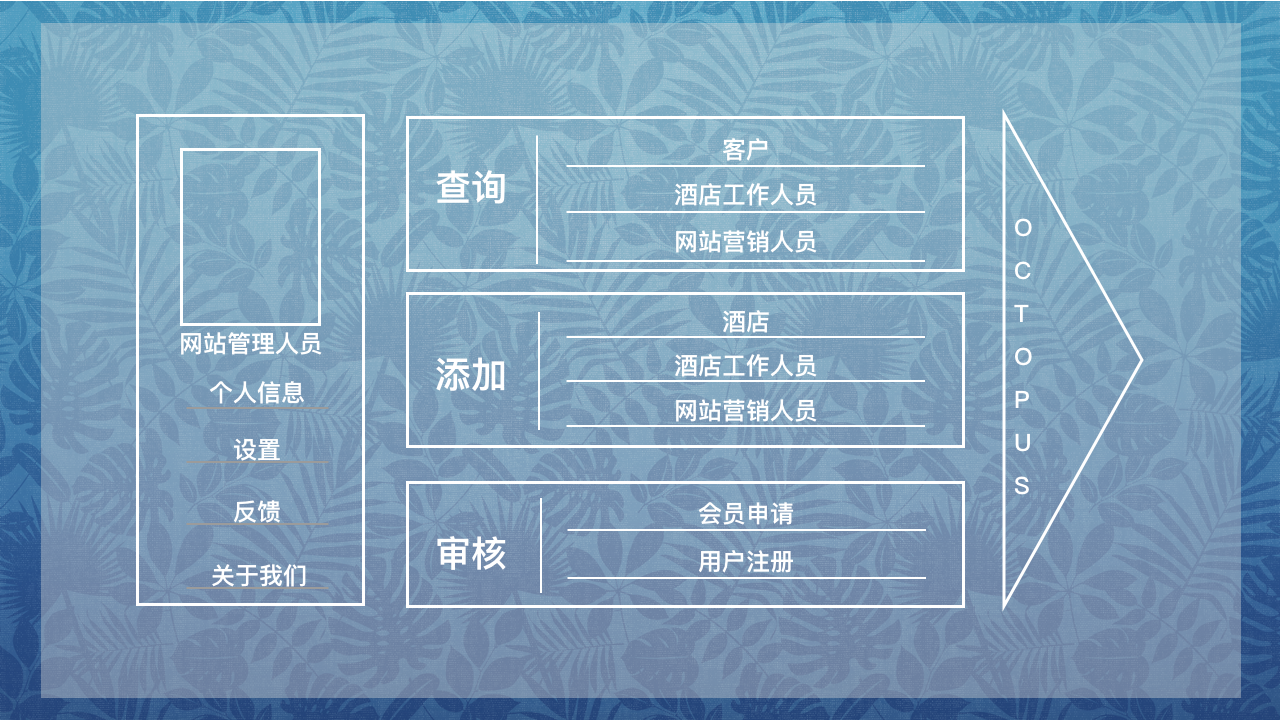 网站管理人员
个人信息
设置
反馈
关于我们
查询
客户
酒店工作人员
网站营销人员
添加
酒店
酒店工作人员
网站营销人员
审核
会员申请
用户注册
OCTOPUS